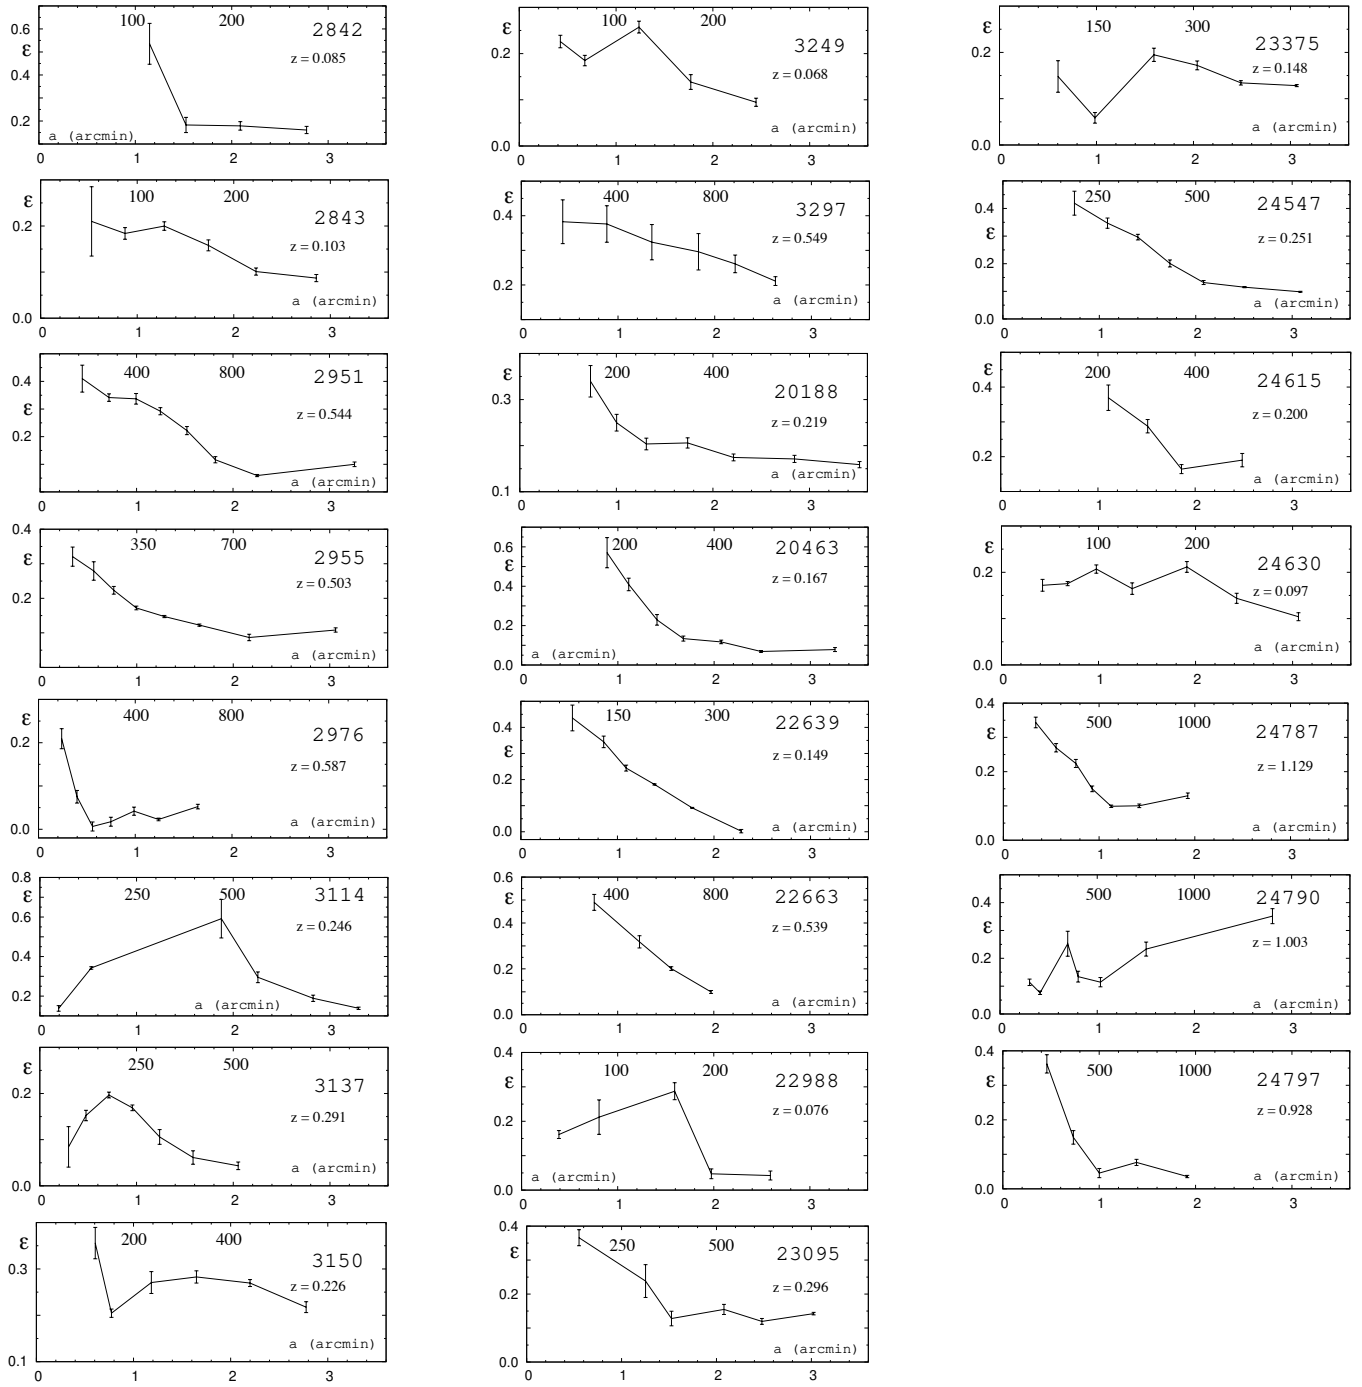 100 200
0.6
2842
ε
z = 0.085
0.4
0.2
a (arcmin)
0 1 2 3
100 200
ε
2843
0.2
z = 0.103
a (arcmin)
0.0
0 1 2 3
400 800
2951
0.4
ε
z = 0.544
0.2
a (arcmin)
0 1 2 3
0.4
350 700
ε
2955
z = 0.503
0.2
a (arcmin)
0 1 2 3
400 800
ε
2976
0.2
z = 0.587
a (arcmin)
0.0
0 1 2 3
0.8
250 500
ε
3114
0.6
z = 0.246
0.4
0.2
a (arcmin)
0 1 2 3
250 500
ε
3137
0.2
z = 0.291
a (arcmin)
0.0
0 1 2 3
200 400
ε
3150
0.3
z = 0.226
a (arcmin)
0.1
0 1 2 3
100 200
ε
3249
0.2
z = 0.068
a (arcmin)
0.0
0 1 2 3
400 800
ε
3297
0.4
z = 0.549
0.2
a (arcmin)
0 1 2 3
ε
200 400
20188
0.3
z = 0.219
a (arcmin)
0.1
0 1 2 3
0.6
200 400
20463
ε
z = 0.167
0.4
0.2
a (arcmin)
0.0
0 1 2 3
150 300
22639
0.4
ε
z = 0.149
0.2
a (arcmin)
0.0
0 1 2 3
0.6
400 800
ε
22663
0.4
z = 0.539
0.2
a (arcmin)
0.0
0 1 2 3
0.4
100 200
ε
22988
z = 0.076
0.2
a (arcmin)
0.0
0 1 2 3
0.4
250 500
ε
23095
z = 0.296
0.2
a (arcmin)
0.0
0 1 2 3
150 300
ε
23375
0.2
z = 0.148
a (arcmin)
0.0
0 1 2 3
250 500
0.4
24547
ε
z = 0.251
0.2
a (arcmin)
0.0
0 1 2 3
200 400
ε
24615
0.4
z = 0.200
0.2
a (arcmin)
0 1 2 3
100 200
ε
24630
0.2
z = 0.097
a (arcmin)
0.0
0 1 2 3
0.4
500 1000
ε
24787
z = 1.129
0.2
a (arcmin)
0.0
0 1 2 3
500 1000
24790
0.4
ε
z = 1.003
0.2
a (arcmin)
0.0
0 1 2 3
0.4
500 1000
ε
24797
z = 0.928
0.2
a (arcmin)
0.0
0 1 2 3